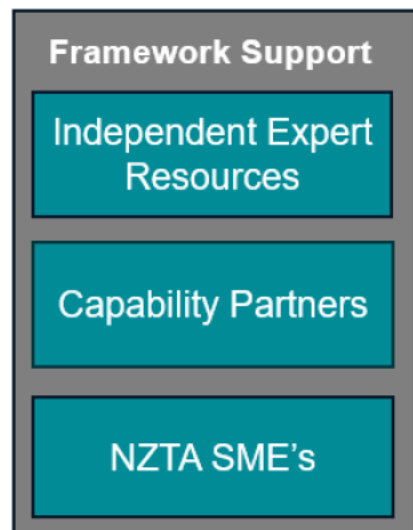 Framework Support
Independent Expert
Resources
Capability Partners
NZTA SME's